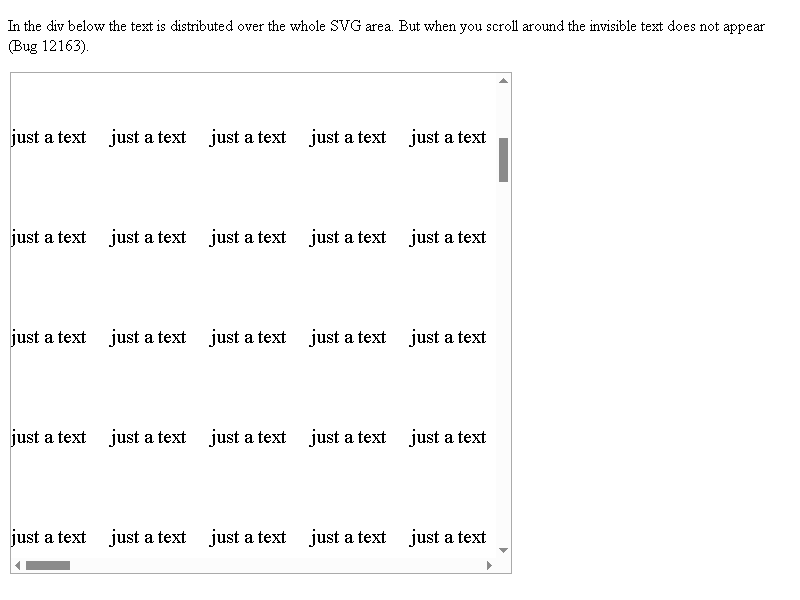 In the div below the text is distributed over the whole SVG area. But when you scroll around the invisible text does not appear
(Bug 12163).
just a text just a text just a text just a text just a text
just a text just a text just a text just a text just a text
just a text just a text just a text just a text just a text
just a text just a text just a text just a text just a text
just a text just a text just a text just a text just a text